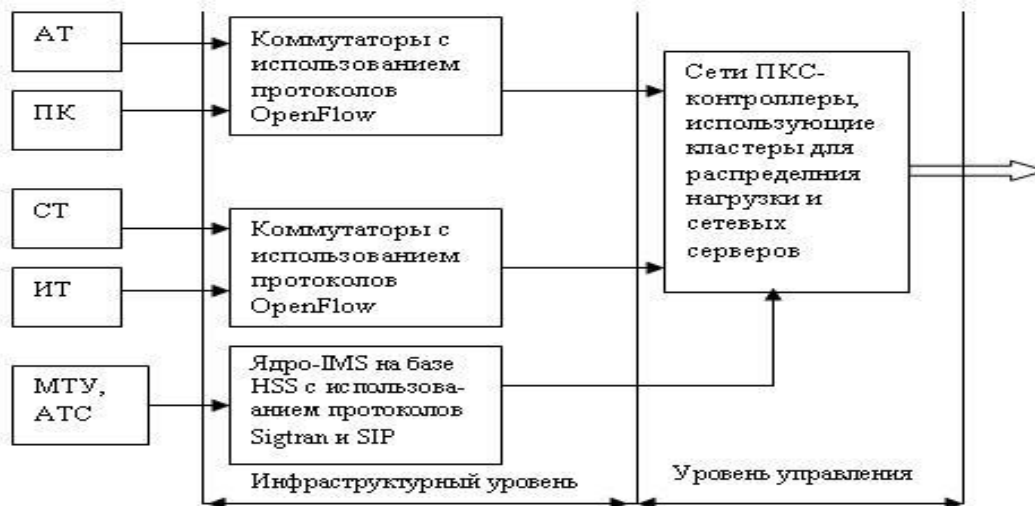 АТ
ПК
СТ
ИТ
МТУ,
АТС
Коммутаторы с
использованием
протоколов
OpenFlow
Коммутаторы с
использованием
протоколов
OpenFlow
Ядро-IMS на базе
HSS с использова-
анием протоколов
Sigtran и SIP
Сети ПКС-
контроллеры,
использующие
кластеры для
распределния
нагрузки и
сетевых
серверов
Инфраструктурный уровень
Уровень управления